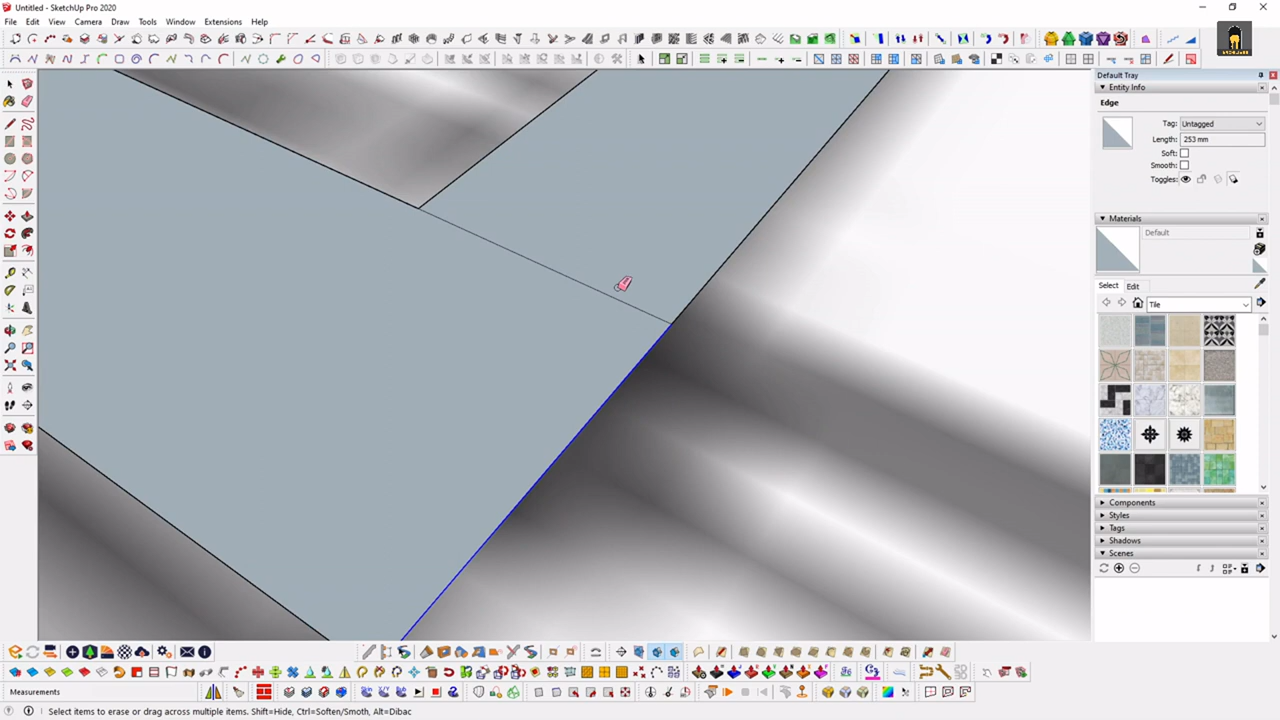 Untitled - SketchUp Pro 2020
File Edit View Camera Draw Tools Window Extensions Help
Default Tray
Entity Info
Edge
Tag: Untagged
Length: 253 mm
Soft:
Smooth:
Toggles:
Materials
Default
Select Edit
Tile
Components
Styles
Tags
Shadows
Scenes
Measurements
Select items to erase or drag across multiple items. Shift=Hide, Ctrl=Soften/Smooth, Alt=Dibac